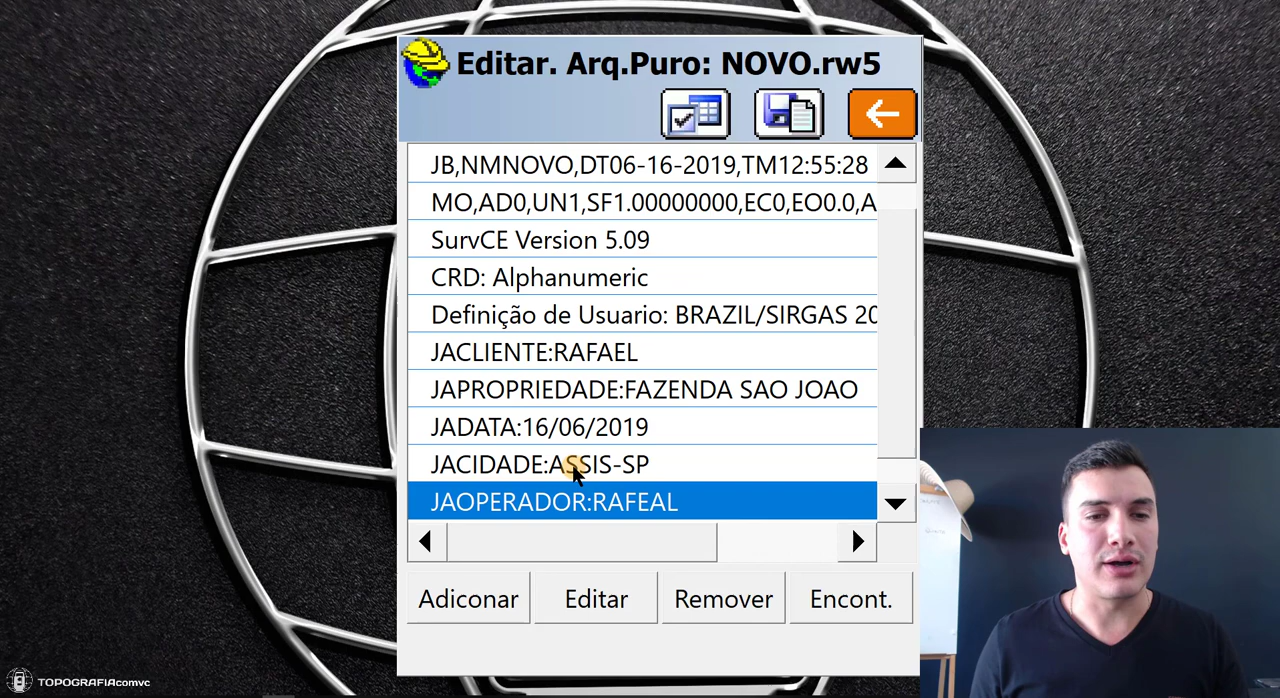 Editar. Arq.Puro: NOVO.rw5
JB,NMNOVO,DT06-16-2019,TM12:55:28
MO,AD0,UN1,SF1.00000000,EC0,EO0.0,A
SurvCE Version 5.09
CRD: Alphanumeric
Definição de Usuario: BRAZIL/SIRGAS 20
JACLIENTE:RAFAEL
JAPROPRIEDADE:FAZENDA SAO JOAO
JADATA:16/06/2019
JACIDADE:ASSIS-SP
JAOPERADOR:RAFEAL
Adiconar Editar Remover Encont.
TOPOGRAFIAcomvc